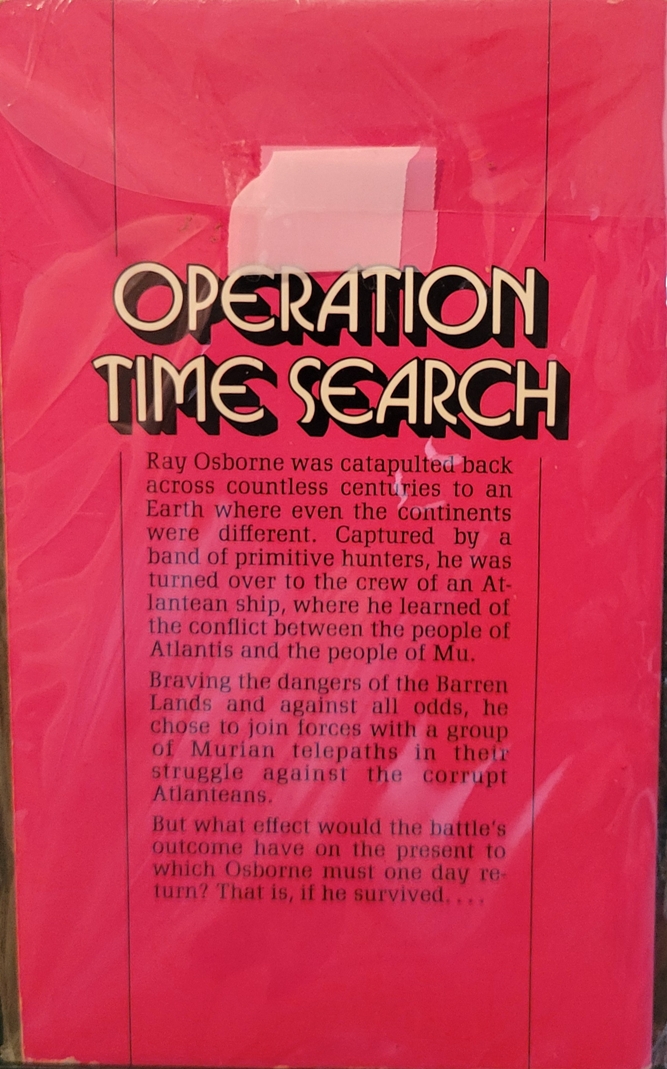 OPERATION
TIME SEARCH
Ray Osborne was catapulted back
across countless centuries to an
Earth where even the continents
were different. Captured by a
band of primitive hunters, he was
turned over to the crew of an At-
lantean ship, where he learned of
the conflict between the people of
Atlantis and the people of Mu.
Braving the dangers of the Barren
Lands and against all odds, he
chose to join forces with a group
of Murian telepaths in their
struggle against the corrupt
Atlanteans.
But what effect would the battle's
outcome have on the present to
which Osborne must one day re-
turn? That is, if he survived....